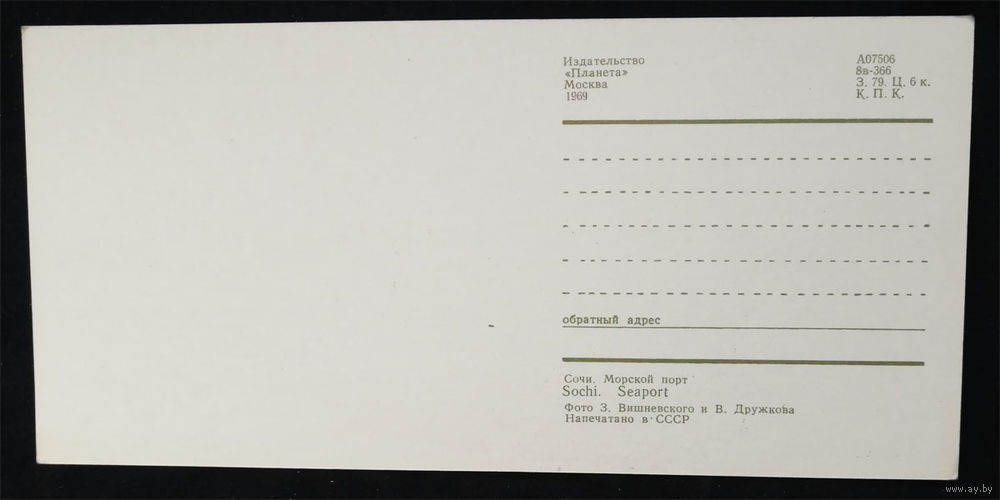 Издательство
«Планета»
Москва
1969
А07506
8в-366
З. 79. Ц. 6 к.
К. П. К.
обратный адрес
Сочи. Морской порт
Sochi. Seaport
Фото З. Вишневского и В. Дружкова
Напечатано в СССР
www.ay.by